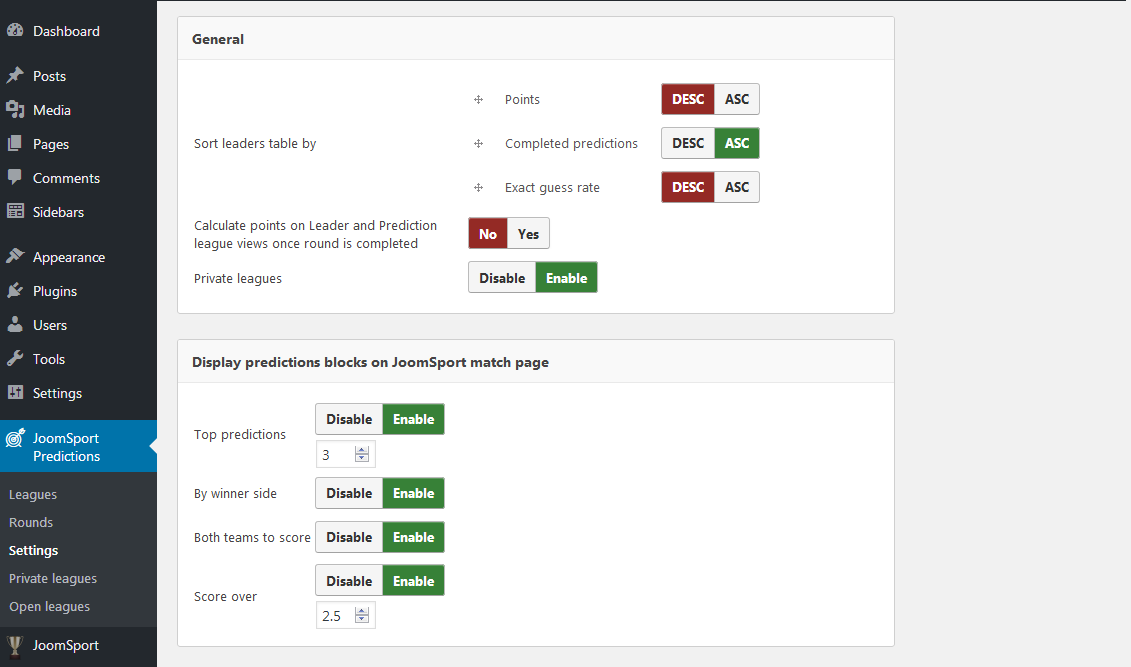 Dashboard
Posts
Media
Pages
Comments
Sidebars
Appearance
Plugins
Users
Tools
Settings
JoomSport
Predictions
Leagues
Rounds
Settings
Private leagues
Open leagues
JoomSport
General
Sort leaders table by
Points DESC ASC
Completed predictions DESC ASC
Exact guess rate DESC ASC
Calculate points on Leader and Prediction
league views once round is completed
No Yes
Private leagues Disable Enable
Display predictions blocks on JoomSport match page
Top predictions
Disable Enable
3
By winner side Disable Enable
Both teams to score Disable Enable
Score over
Disable Enable
2.5